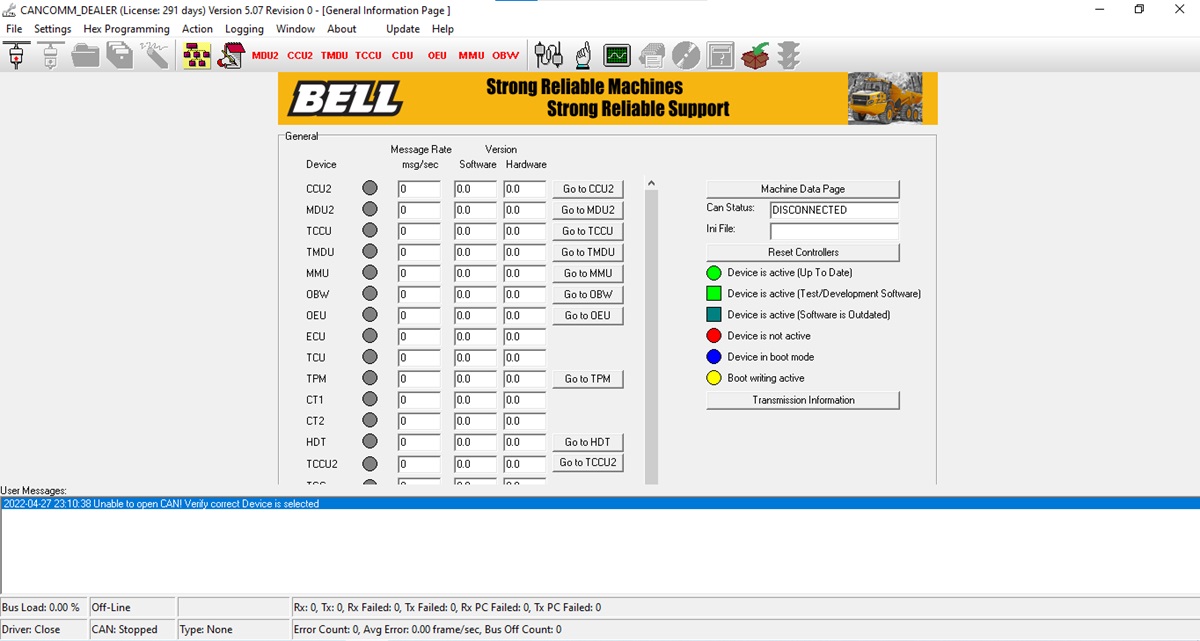 CANCOMM_DEALER (License: 291 days) Version 5.07 Revision 0 - [General Information Page ]
File Settings Hex Programming Action Logging Window About Update Help
MDU2 CCU2 TMDU TCCU CDU OEU MMU OBW
BELL
Strong Reliable Machines
Strong Reliable Support
General
Message Rate Version
Device msg/sec Software Hardware
CCU2 0 0.0 0.0 Go to CCU2 Machine Data Page
MDU2 0 0.0 0.0 Go to MDU2 Can Status: DISCONNECTED
TCCU 0 0.0 0.0 Go to TCCU Ini File:
TMDU 0 0.0 0.0 Go to TMDU Reset Controllers
MMU 0 0.0 0.0 Go to MMU Device is active (Up To Date)
OBW 0 0.0 0.0 Go to OBW Device is active (Test/Development Software)
OEU 0 0.0 0.0 Go to OEU Device is active (Software is Outdated)
ECU 0 0.0 0.0 Device is not active
TCU 0 0.0 0.0 Device in boot mode
TPM 0 0.0 0.0 Go to TPM Boot writing active
CT1 0 0.0 0.0 Transmission Information
CT2 0 0.0 0.0
HDT 0 0.0 0.0 Go to HDT
TCCU2 0 0.0 0.0 Go to TCCU2
User Messages:
2022-04-27 23:10:38 Unable to open CAN! Verify correct Device is selected
Bus Load: 0.00 % Off-Line Rx: 0, Tx: 0, Rx Failed: 0, Tx Failed: 0, Rx PC Failed: 0, Tx PC Failed: 0
Driver: Close CAN: Stopped Type: None Error Count: 0, Avg Error: 0.00 frame/sec, Bus Off Count: 0